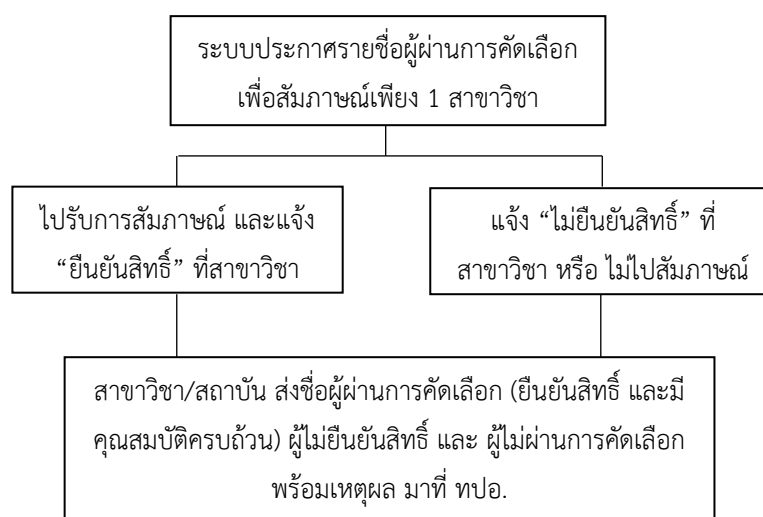 ระบบประกาศรายชื่อผู้ผ่านการคัดเลือก
เพื่อสัมภาษณ์เพียง 1 สาขาวิชา
ไปรับการสัมภาษณ์ และแจ้ง
“ยืนยันสิทธิ์” ที่สาขาวิชา
แจ้ง “ไม่ยืนยันสิทธิ์” ที่
สาขาวิชา หรือ ไม่ไปสัมภาษณ์
สาขาวิชา/สถาบัน ส่งชื่อผู้ผ่านการคัดเลือก (ยืนยันสิทธิ์ และมี
คุณสมบัติครบถ้วน) ผู้ไม่ยืนยันสิทธิ์ และ ผู้ไม่ผ่านการคัดเลือก
พร้อมเหตุผล มาที่ ทปอ.